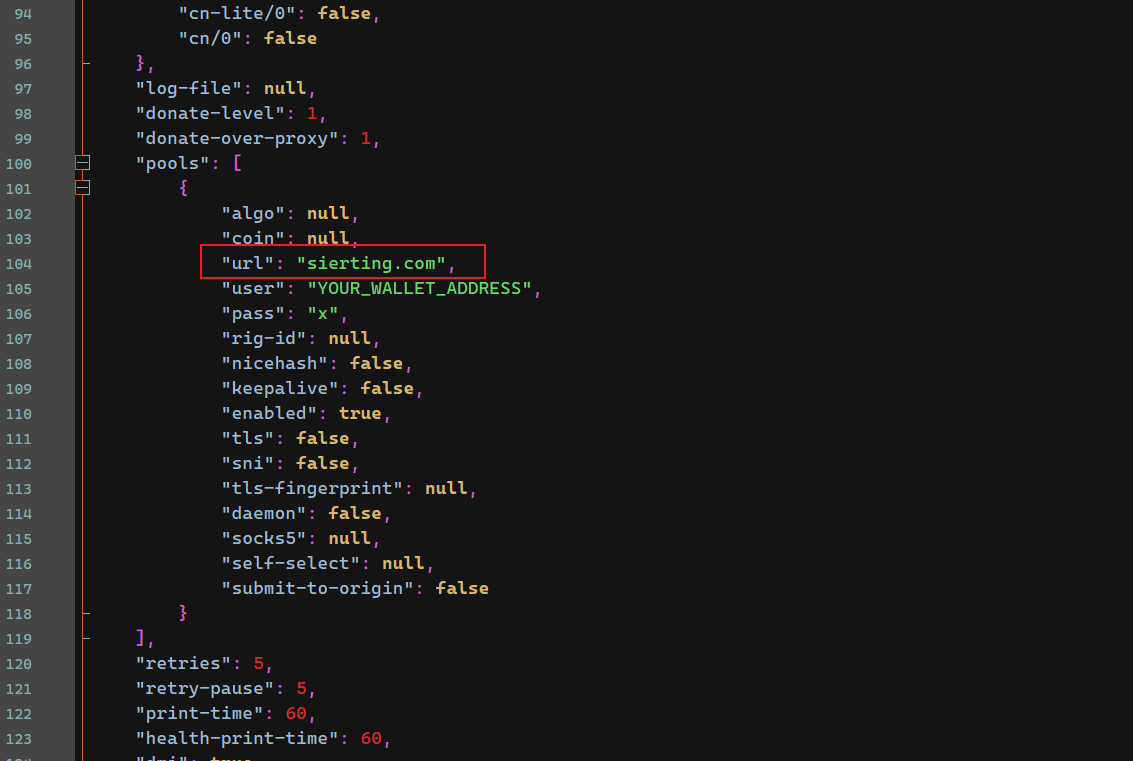 94 "cn-lite/0": false,
95 "cn/0": false
96 },
97 "log-file": null,
98 "donate-level": 1,
99 "donate-over-proxy": 1,
100 "pools": [
101 {
102 "algo": null,
103 "coin": null,
104 "url": "sierting.com",
105 "user": "YOUR_WALLET_ADDRESS",
106 "pass": "x",
107 "rig-id": null,
108 "nicehash": false,
109 "keepalive": false,
110 "enabled": true,
111 "tls": false,
112 "sni": false,
113 "tls-fingerprint": null,
114 "daemon": false,
115 "socks5": null,
116 "self-select": null,
117 "submit-to-origin": false
118 }
119 ],
120 "retries": 5,
121 "retry-pause": 5,
122 "print-time": 60,
123 "health-print-time": 60,